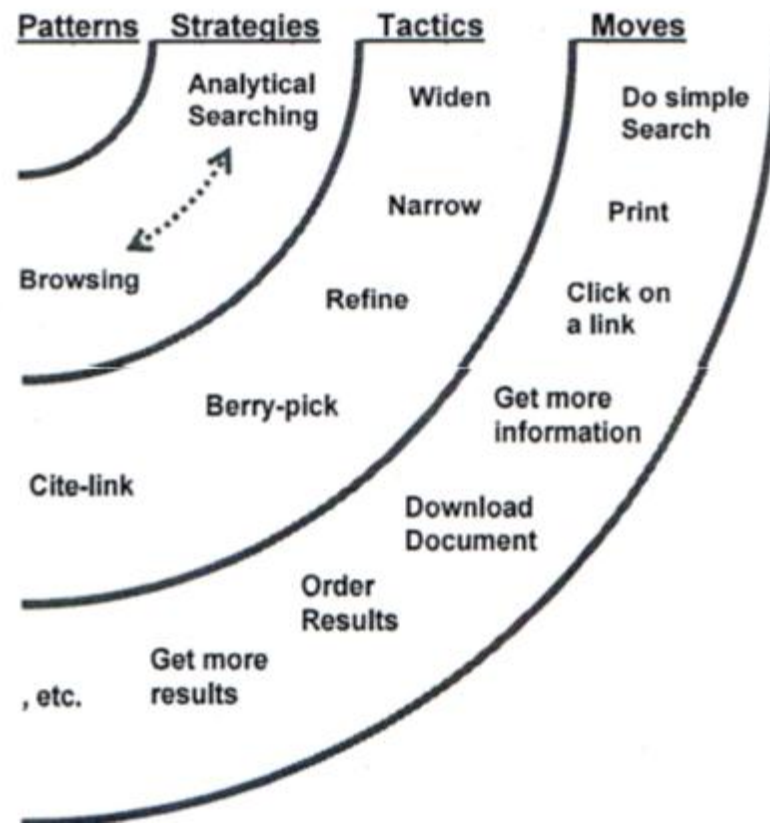 Patterns Strategies Tactics Moves
Analytical
Searching
Browsing
Widen
Narrow
Refine
Berry-pick
Cite-link
Do simple
Search
Print
Click on
a link
Get more
information
Download
Document
Order
Results
Get more
results
, etc.